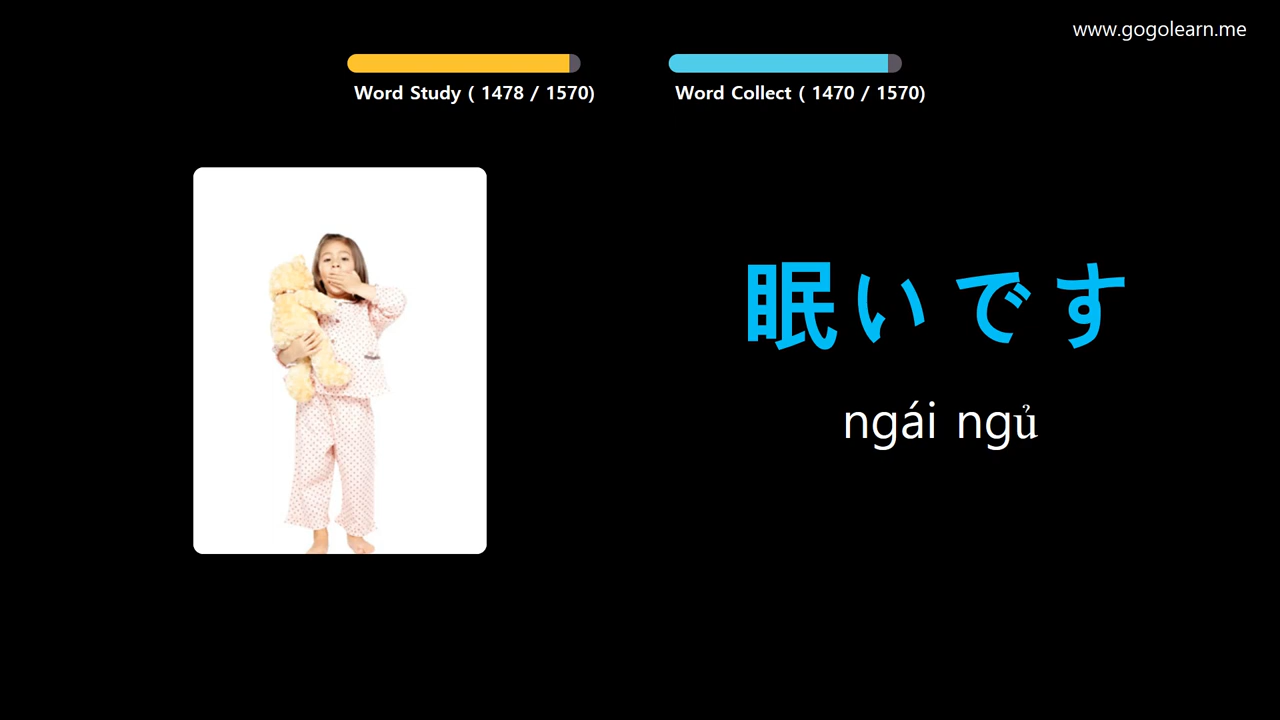 www.gogolearn.me
Word Study ( 1478 / 1570)
Word Collect ( 1470 / 1570)
眠いです
ngái ngủ